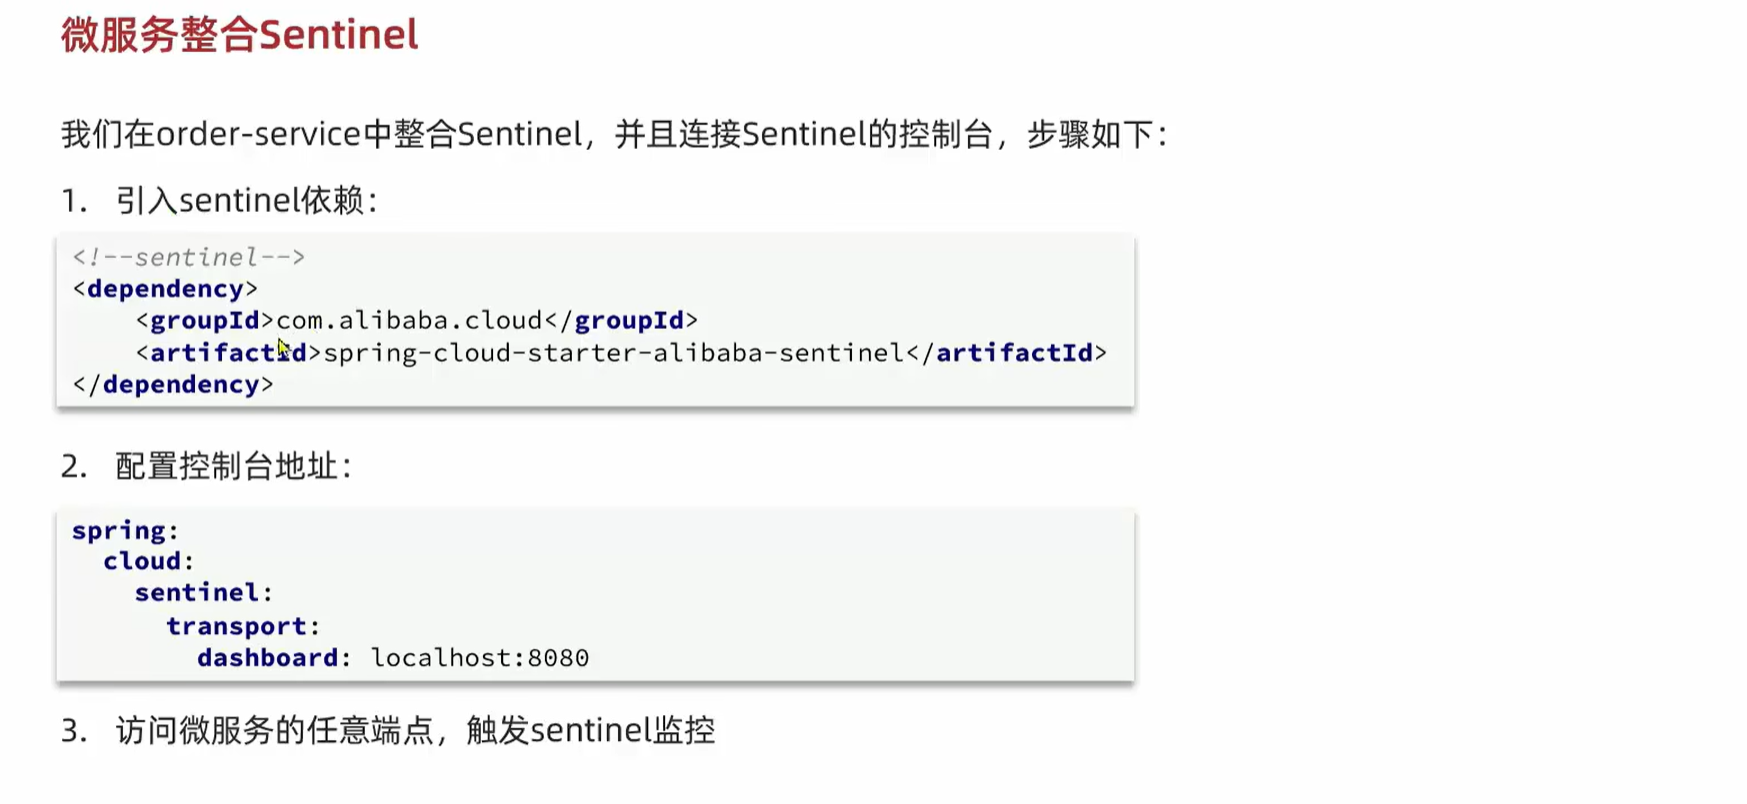 微服务整合Sentinel
我们在order-service中整合Sentinel，并且连接Sentinel的控制台，步骤如下：
1. 引入sentinel依赖：
<!--sentinel-->
<dependency>
    <groupId>com.alibaba.cloud</groupId>
    <artifactId>spring-cloud-starter-alibaba-sentinel</artifactId>
</dependency>
2. 配置控制台地址：
spring:
  cloud:
    sentinel:
      transport:
        dashboard: localhost:8080
3. 访问微服务的任意端点，触发sentinel监控